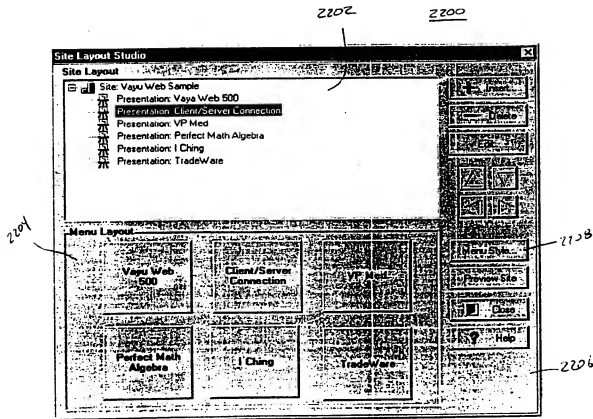 2202
2200
Site Layout Studio
Site Layout
Site: Vayu Web Sample
Presentation: Vaya Web 500
Presentation: Client/Server Connection
Presentation: VP Med
Presentation: Perfect Math Algebra
Presentation: I Ching
Presentation: TradeWare
Insert...
Delete
Edit...
2204
Menu Layout
Vayu Web
500
Client/Server
Connection
VP Med
Perfect Math
Algebra
I Ching
TradeWare
Menu Style...
2208
Preview Site
Close
? Help
2206